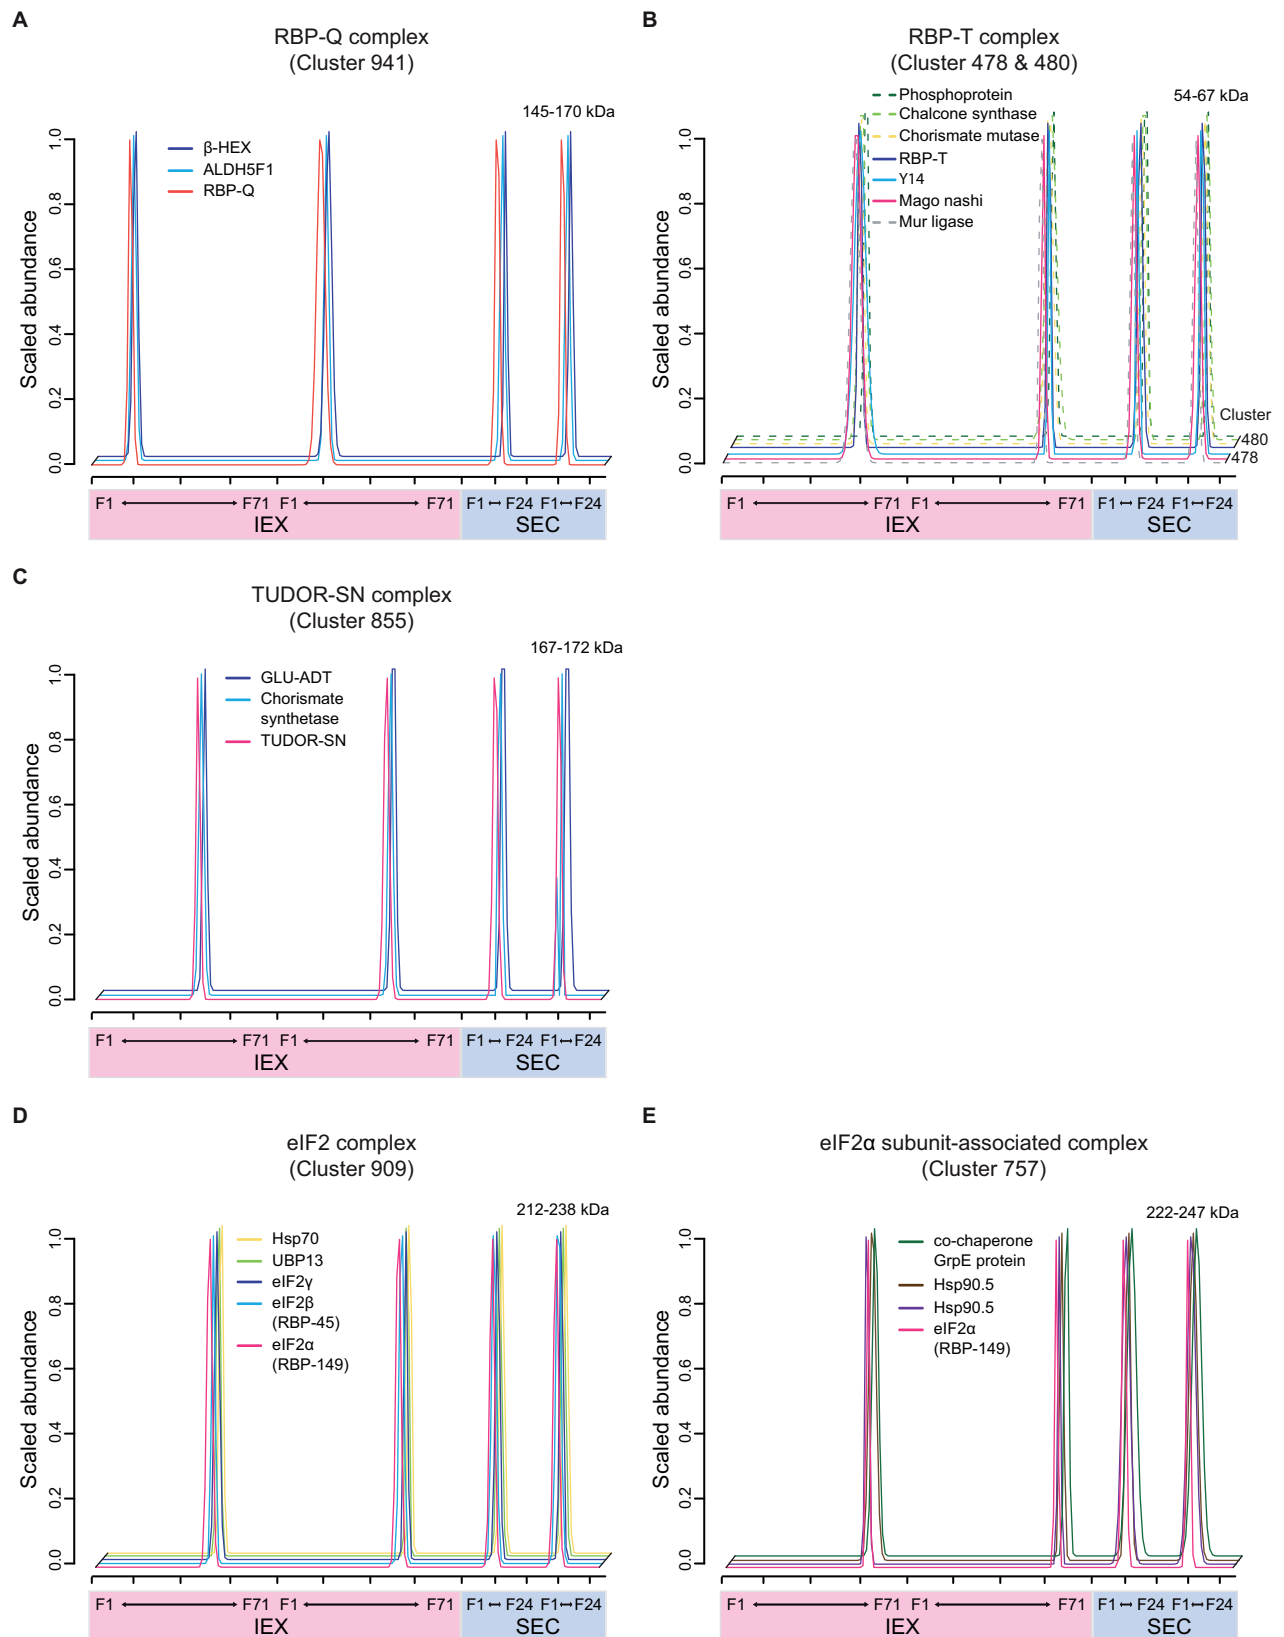 A
RBP-Q complex
(Cluster 941)
145-170 kDa
β-HEX
ALDH5F1
RBP-Q
Scaled abundance
1.0
0.8
0.6
0.4
0.2
0.0
F1 F71 F1 F71 F1 F24 F1 F24
IEX SEC
B
RBP-T complex
(Cluster 478 & 480)
54-67 kDa
Phosphoprotein
Chalcone synthase
Chorismate mutase
RBP-T
Y14
Mago nashi
Mur ligase
Scaled abundance
1.0
0.8
0.6
0.4
0.2
0.0
Cluster
480
478
F1 F71 F1 F71 F1 F24 F1 F24
IEX SEC
C
TUDOR-SN complex
(Cluster 855)
167-172 kDa
GLU-ADT
Chorismate
synthetase
TUDOR-SN
Scaled abundance
1.0
0.8
0.6
0.4
0.2
0.0
F1 F71 F1 F71 F1 F24 F1 F24
IEX SEC
D
eIF2 complex
(Cluster 909)
212-238 kDa
Hsp70
UBP13
eIF2γ
eIF2β
(RBP-45)
eIF2α
(RBP-149)
Scaled abundance
1.0
0.8
0.6
0.4
0.2
0.0
F1 F71 F1 F71 F1 F24 F1 F24
IEX SEC
E
eIF2α subunit-associated complex
(Cluster 757)
222-247 kDa
co-chaperone
GrpE protein
Hsp90.5
Hsp90.5
eIF2α
(RBP-149)
Scaled abundance
1.0
0.8
0.6
0.4
0.2
0.0
F1 F71 F1 F71 F1 F24 F1 F24
IEX SEC